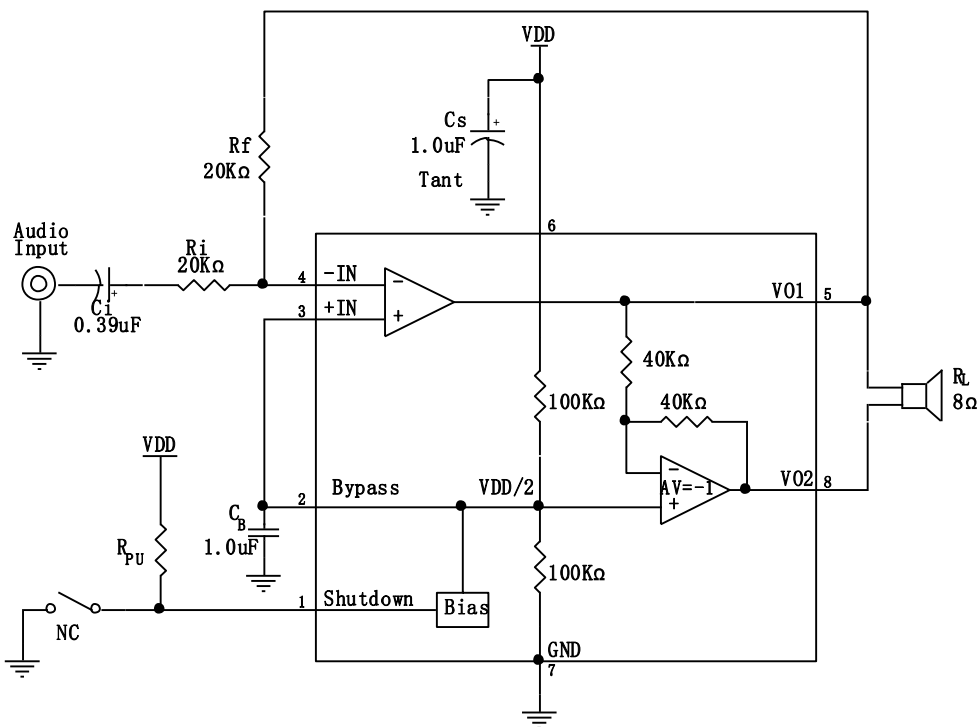 VDD
Cs
1.0uF
Tant
+
Rf
20KΩ
6
Audio
Input
Ri
20KΩ
4
-IN
+
Ci
0.39uF
3
+IN
−
+
VO1
5
40KΩ
40KΩ
100KΩ
RL
8Ω
VDD
2
Bypass
VDD/2
−
AV=-1
+
VO2
8
CB
1.0uF
RPU
100KΩ
1
Shutdown
Bias
NC
GND
7